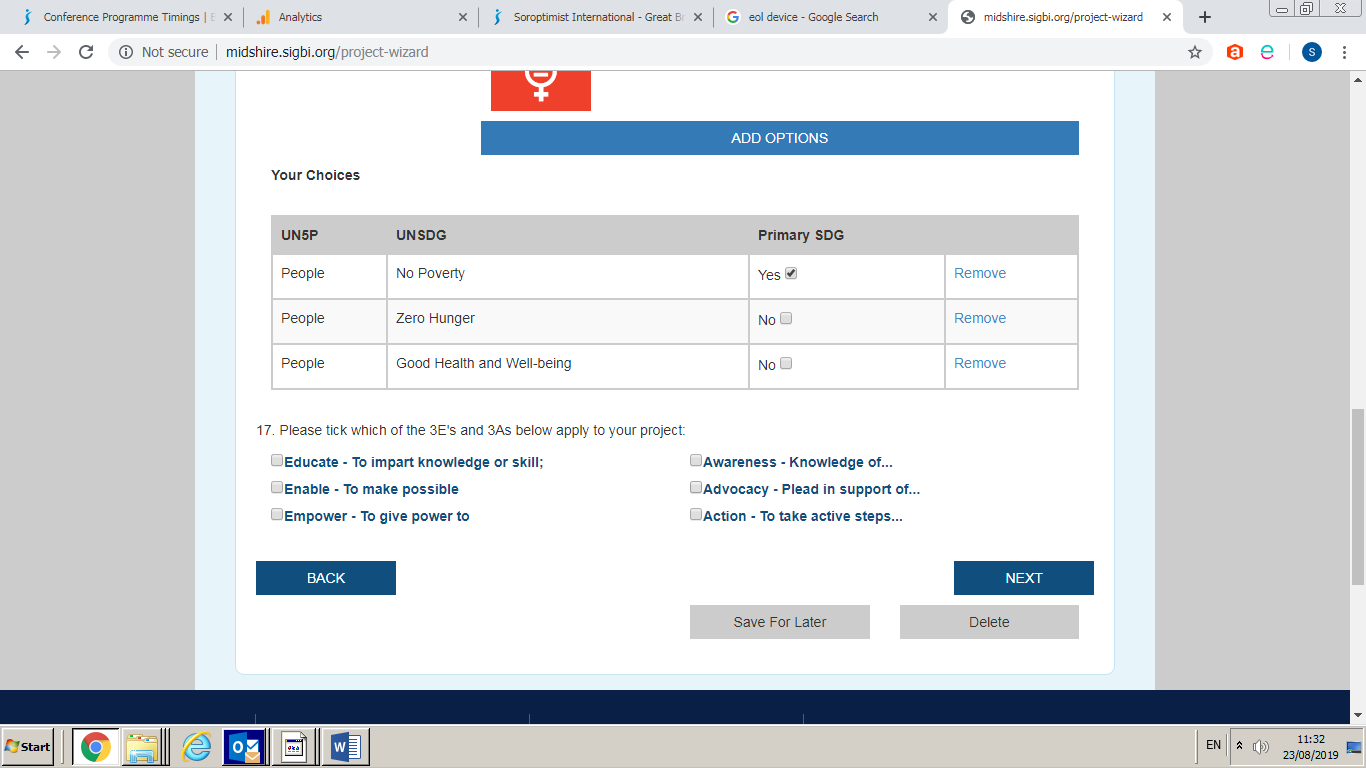 Conference Programme Timings |
Analytics
Soroptimist International - Great B
eol device - Google Search
midshire.sigbi.org/project-wizard
Not secure | midshire.sigbi.org/project-wizard
S
ADD OPTIONS
Your Choices
UN5P UNSDG Primary SDG
People No Poverty Yes Remove
People Zero Hunger No Remove
People Good Health and Well-being No Remove
17. Please tick which of the 3E's and 3As below apply to your project:
Educate - To impart knowledge or skill; Awareness - Knowledge of...
Enable - To make possible Advocacy - Plead in support of...
Empower - To give power to Action - To take active steps...
BACK NEXT
Save For Later Delete
Start EN 11:32
23/08/2019